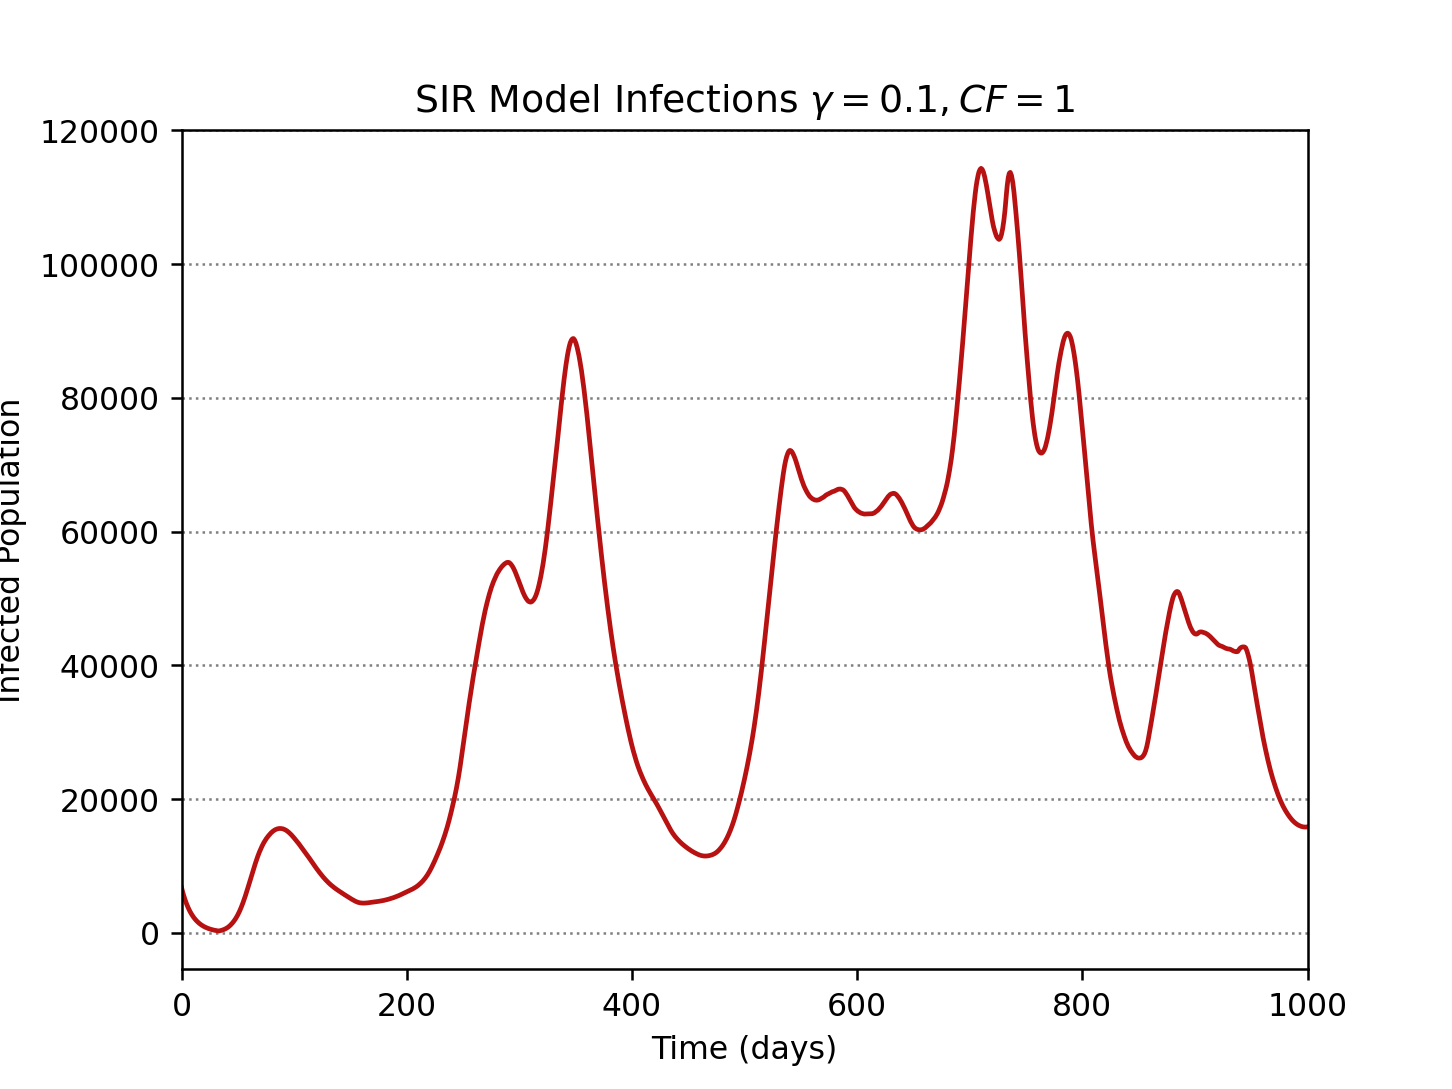 SIR Model Infections γ = 0.1, CF = 1
120000
100000
80000
60000
40000
20000
0
Infected Population
0 200 400 600 800 1000
Time (days)